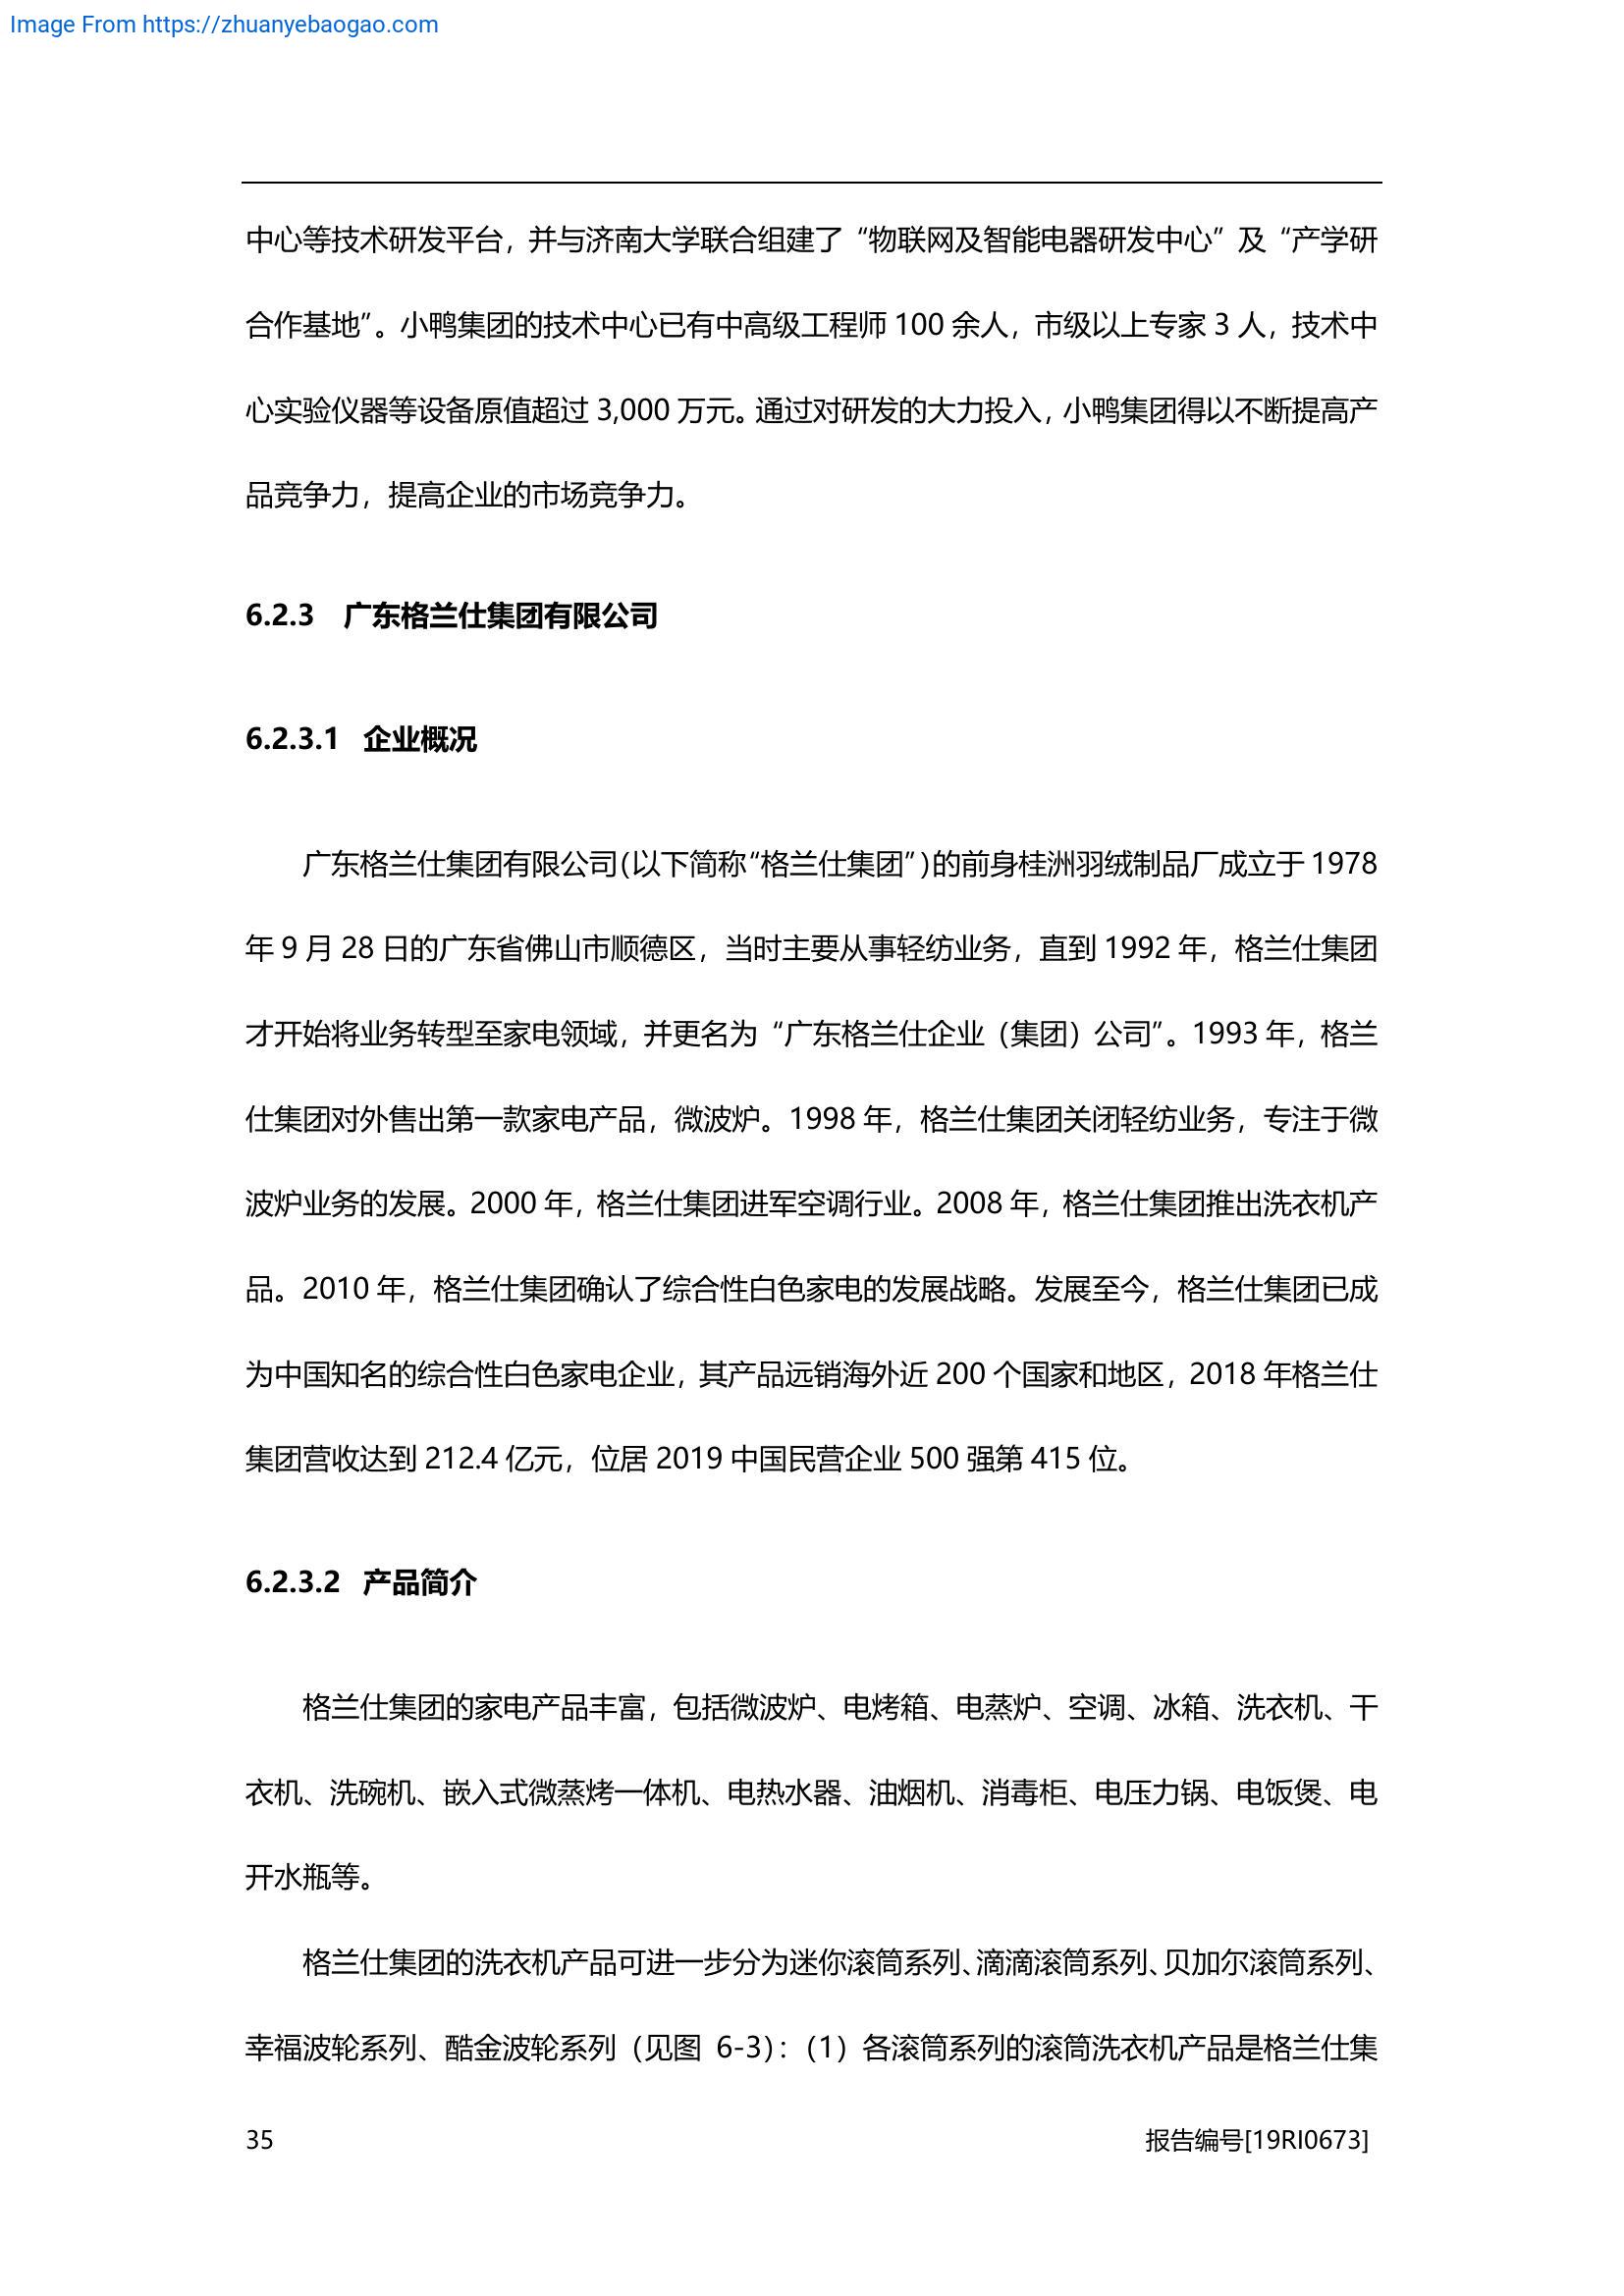 Image From https://zhuanyebaogao.com
中心等技术研发平台，并与济南大学联合组建了“物联网及智能电器研发中心”及“产学研
合作基地”。小鸭集团的技术中心已有中高级工程师 100 余人，市级以上专家 3 人，技术中
心实验仪器等设备原值超过 3,000 万元。通过对研发的大力投入，小鸭集团得以不断提高产
品竞争力，提高企业的市场竞争力。
6.2.3 广东格兰仕集团有限公司
6.2.3.1 企业概况
广东格兰仕集团有限公司（以下简称“格兰仕集团”）的前身桂洲羽绒制品厂成立于 1978
年 9 月 28 日的广东省佛山市顺德区，当时主要从事轻纺业务，直到 1992 年，格兰仕集团
才开始将业务转型至家电领域，并更名为“广东格兰仕企业（集团）公司”。1993 年，格兰
仕集团对外售出第一款家电产品，微波炉。1998 年，格兰仕集团关闭轻纺业务，专注于微
波炉业务的发展。2000 年，格兰仕集团进军空调行业。2008 年，格兰仕集团推出洗衣机产
品。2010 年，格兰仕集团确认了综合性白色家电的发展战略。发展至今，格兰仕集团已成
为中国知名的综合性白色家电企业，其产品远销海外近 200 个国家和地区，2018 年格兰仕
集团营收达到 212.4 亿元，位居 2019 中国民营企业 500 强第 415 位。
6.2.3.2 产品简介
格兰仕集团的家电产品丰富，包括微波炉、电烤箱、电蒸炉、空调、冰箱、洗衣机、干
衣机、洗碗机、嵌入式微蒸烤一体机、电热水器、油烟机、消毒柜、电压力锅、电饭煲、电
开水瓶等。
格兰仕集团的洗衣机产品可进一步分为迷你滚筒系列、滴滴滚筒系列、贝加尔滚筒系列、
幸福波轮系列、酷金波轮系列（见图 6-3）：（1）各滚筒系列的滚筒洗衣机产品是格兰仕集
35 报告编号[19RI0673]